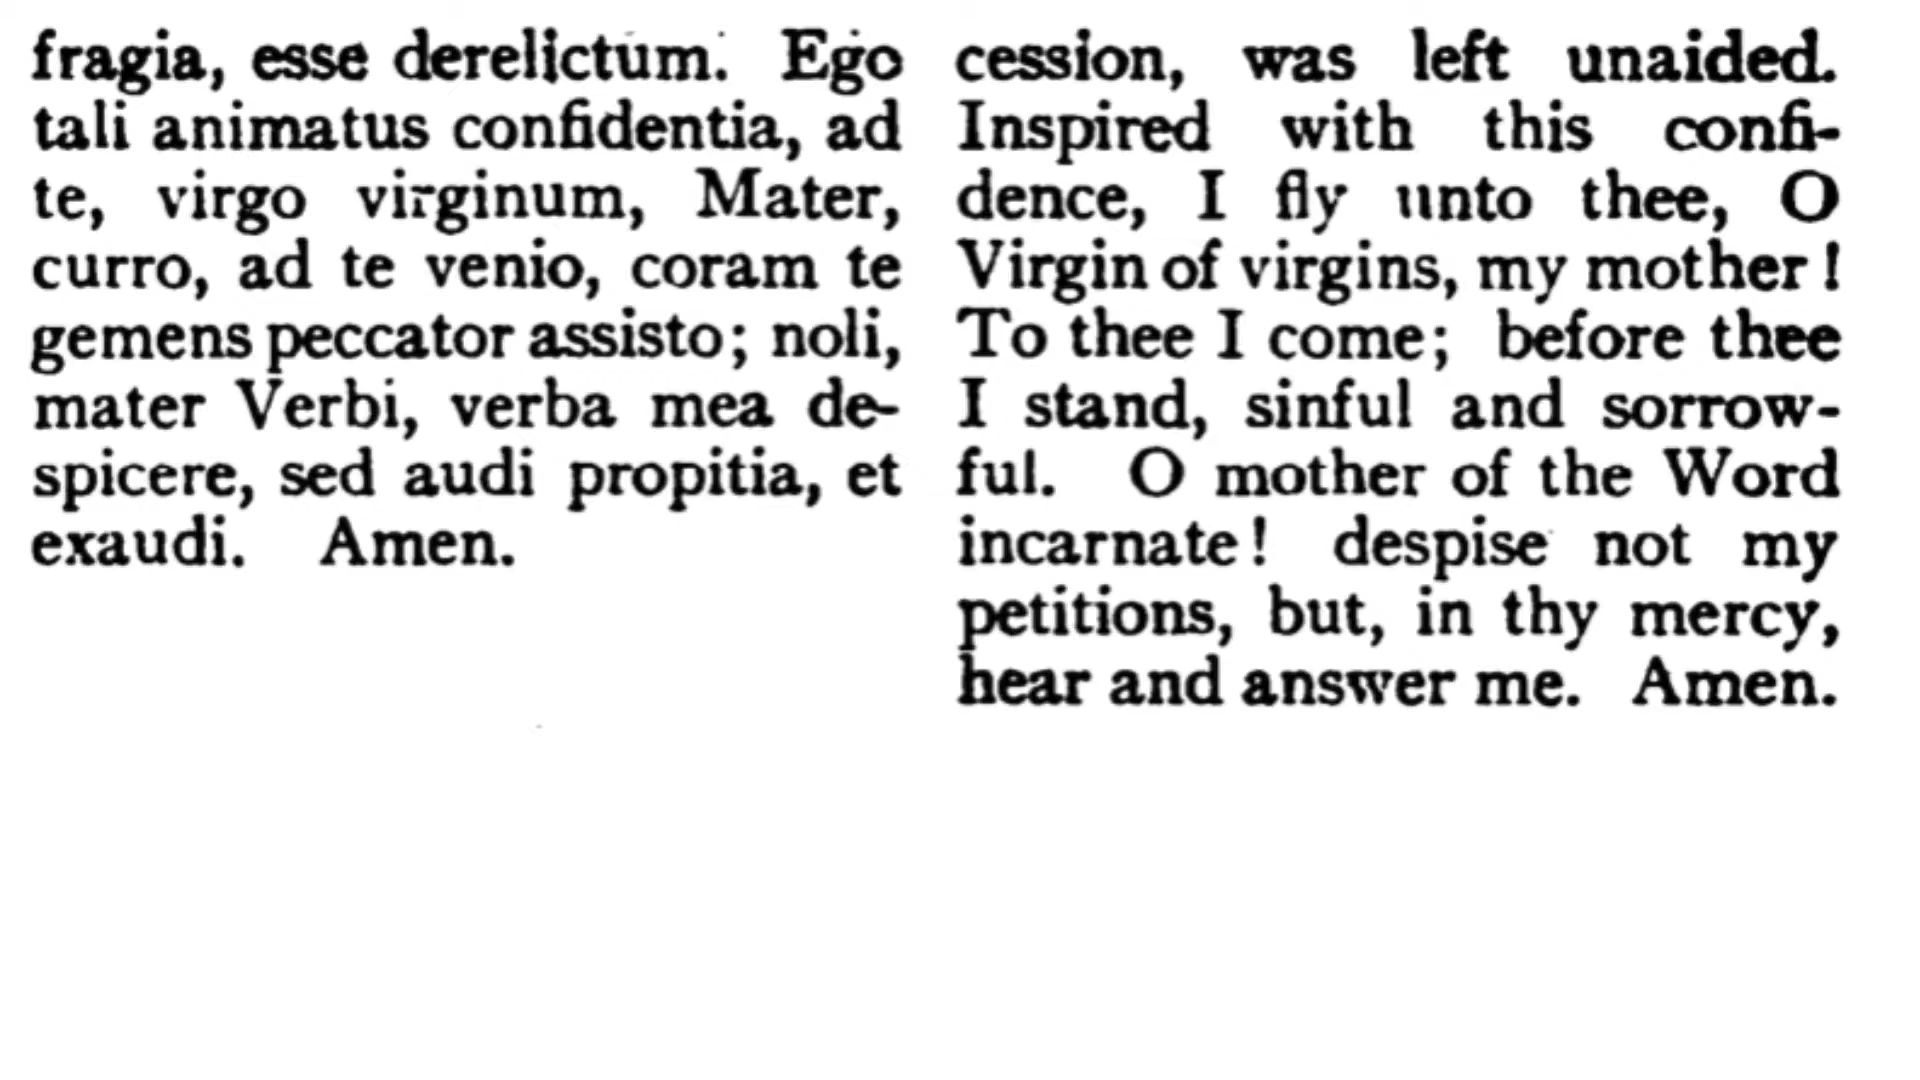 fragia, esse derelictum. Ego
tali animatus confidentia, ad
te, virgo virginum, Mater,
curro, ad te venio, coram te
gemens peccator assisto; noli,
mater Verbi, verba mea de-
spicere, sed audi propitia, et
exaudi. Amen.
cession, was left unaided.
Inspired with this confi-
dence, I fly unto thee, O
Virgin of virgins, my mother!
To thee I come; before thee
I stand, sinful and sorrow-
ful. O mother of the Word
incarnate! despise not my
petitions, but, in thy mercy,
hear and answer me. Amen.